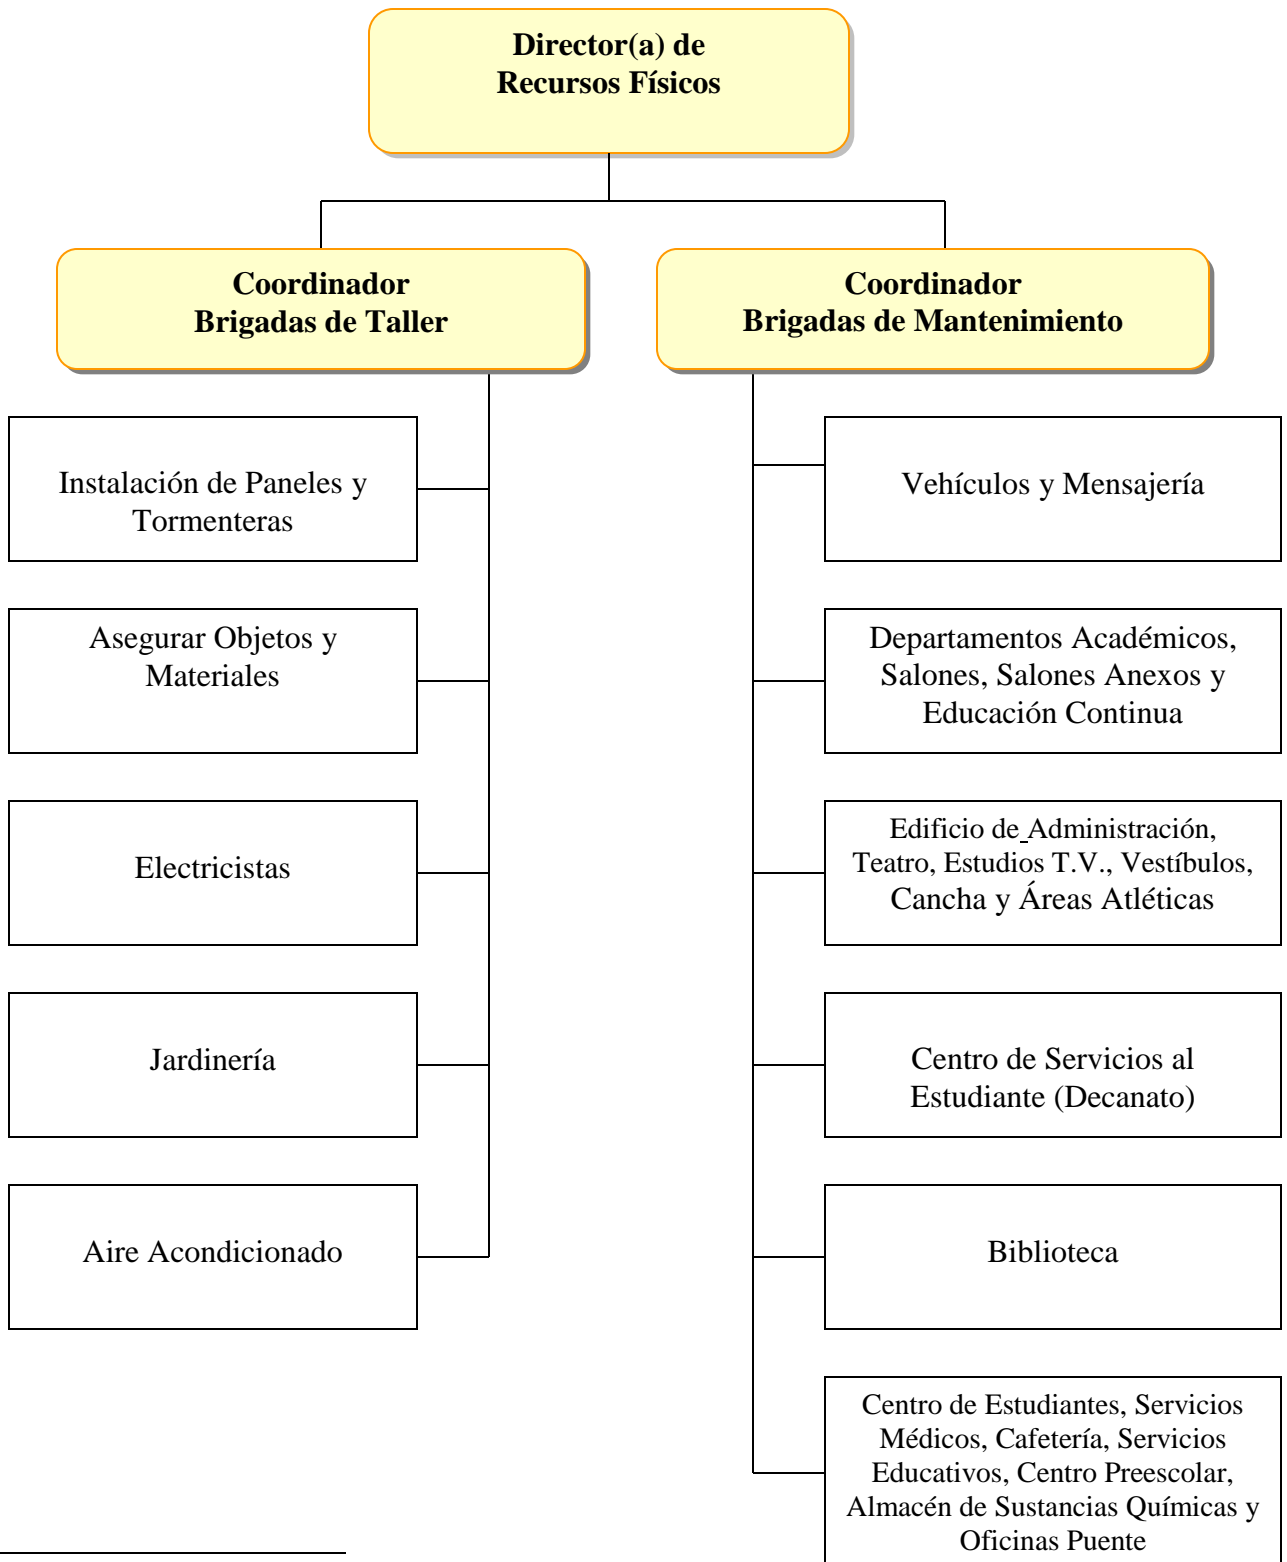 Director(a) de
Recursos Físicos
Coordinador
Brigadas de Taller
Coordinador
Brigadas de Mantenimiento
Instalación de Paneles y
Tormenteras
Asegurar Objetos y
Materiales
Electricistas
Jardinería
Aire Acondicionado
Vehículos y Mensajería
Departamentos Académicos,
Salones, Salones Anexos y
Educación Continua
Edificio de Administración,
Teatro, Estudios T.V., Vestíbulos,
Cancha y Áreas Atléticas
Centro de Servicios al
Estudiante (Decanato)
Biblioteca
Centro de Estudiantes, Servicios
Médicos, Cafetería, Servicios
Educativos, Centro Preescolar,
Almacén de Sustancias Químicas y
Oficinas Puente